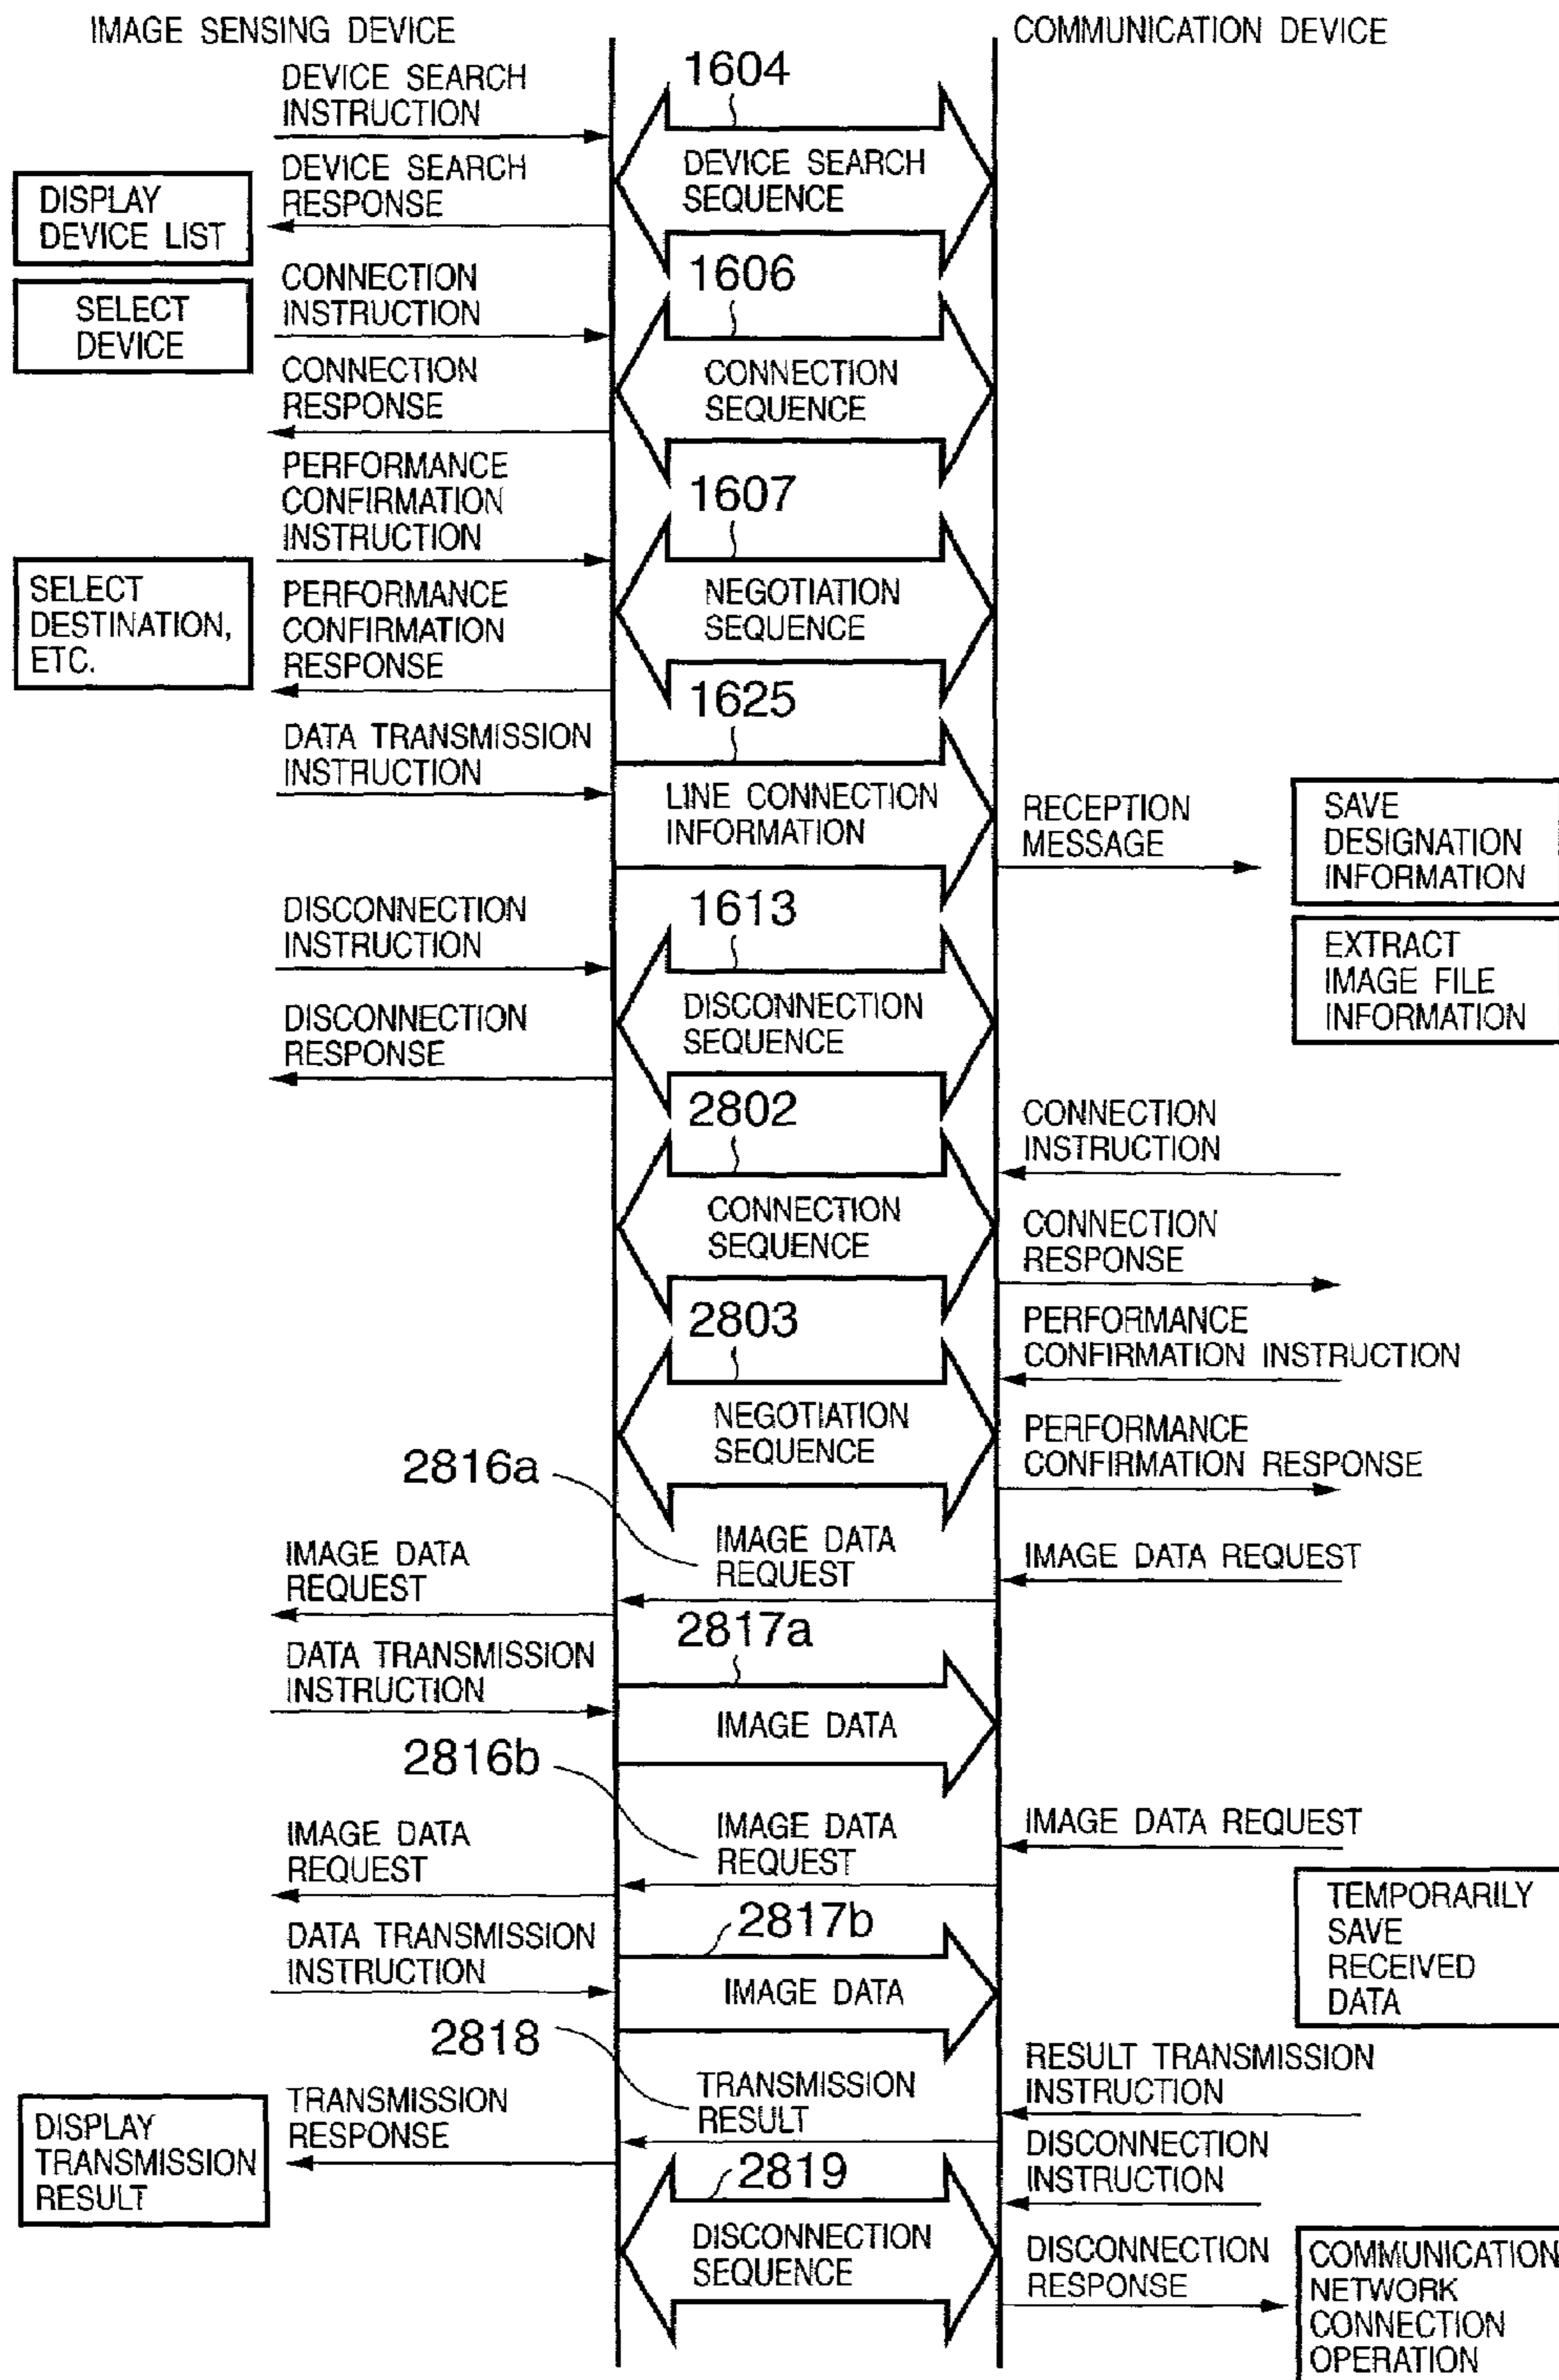 IMAGE SENSING DEVICE
COMMUNICATION DEVICE
DEVICE SEARCH
INSTRUCTION
1604
DEVICE SEARCH
SEQUENCE
DEVICE SEARCH
RESPONSE
DISPLAY
DEVICE LIST
SELECT
DEVICE
CONNECTION
INSTRUCTION
1606
CONNECTION
SEQUENCE
CONNECTION
RESPONSE
PERFORMANCE
CONFIRMATION
INSTRUCTION
1607
NEGOTIATION
SEQUENCE
SELECT
DESTINATION,
ETC.
PERFORMANCE
CONFIRMATION
RESPONSE
1625
DATA TRANSMISSION
INSTRUCTION
LINE CONNECTION
INFORMATION
RECEPTION
MESSAGE
SAVE
DESIGNATION
INFORMATION
EXTRACT
IMAGE FILE
INFORMATION
DISCONNECTION
INSTRUCTION
1613
DISCONNECTION
SEQUENCE
DISCONNECTION
RESPONSE
2802
CONNECTION
INSTRUCTION
CONNECTION
SEQUENCE
CONNECTION
RESPONSE
2803
PERFORMANCE
CONFIRMATION INSTRUCTION
NEGOTIATION
SEQUENCE
PERFORMANCE
CONFIRMATION RESPONSE
2816a
IMAGE DATA
REQUEST
IMAGE DATA REQUEST
IMAGE DATA
REQUEST
2817a
DATA TRANSMISSION
INSTRUCTION
IMAGE DATA
2816b
IMAGE DATA
REQUEST
IMAGE DATA REQUEST
IMAGE DATA
REQUEST
TEMPORARILY
SAVE
RECEIVED
DATA
2817b
DATA TRANSMISSION
INSTRUCTION
IMAGE DATA
2818
RESULT TRANSMISSION
INSTRUCTION
TRANSMISSION
RESULT
TRANSMISSION
RESPONSE
DISPLAY
TRANSMISSION
RESULT
DISCONNECTION
INSTRUCTION
2819
DISCONNECTION
SEQUENCE
DISCONNECTION
RESPONSE
COMMUNICATION
NETWORK
CONNECTION
OPERATION